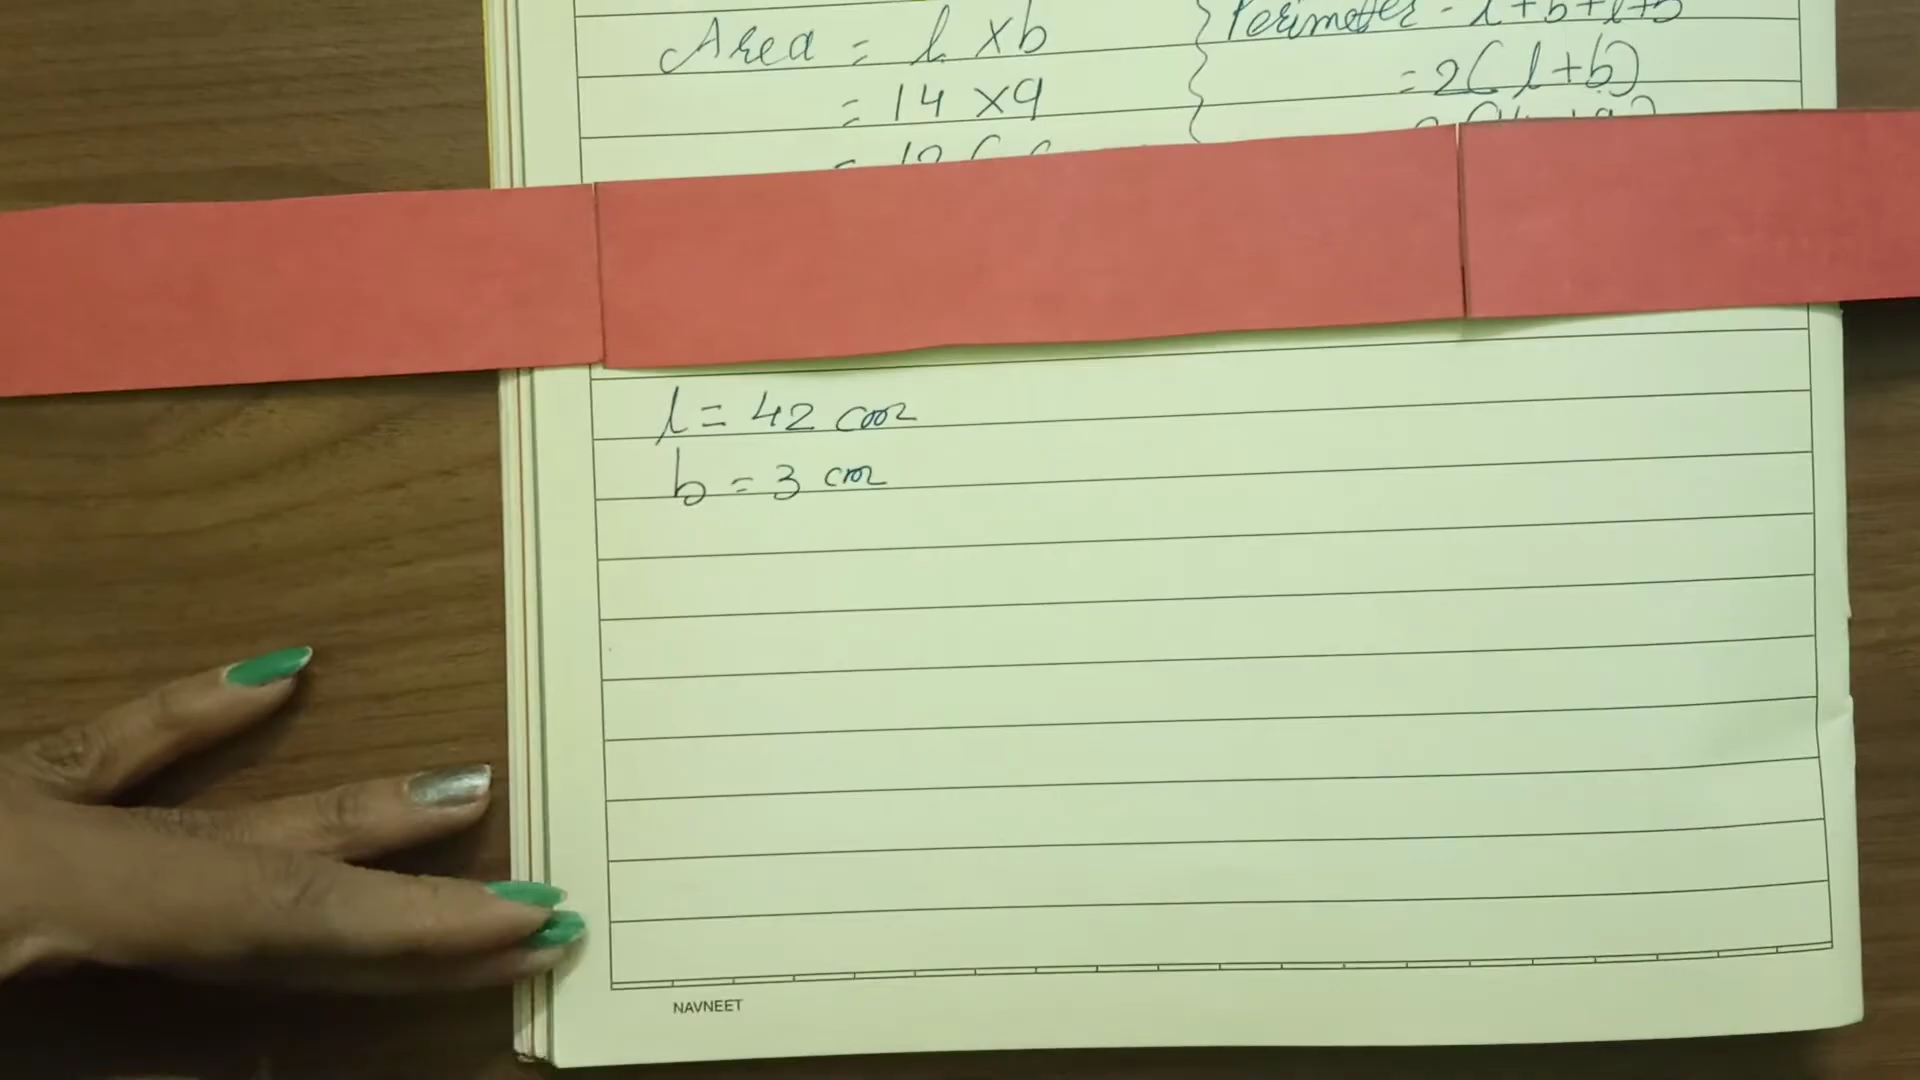 Area = l x b
= 14 x 9
Perimeter = l+b+l+b
= 2(l+b)
l = 42 cm
b = 3 cm
NAVNEET